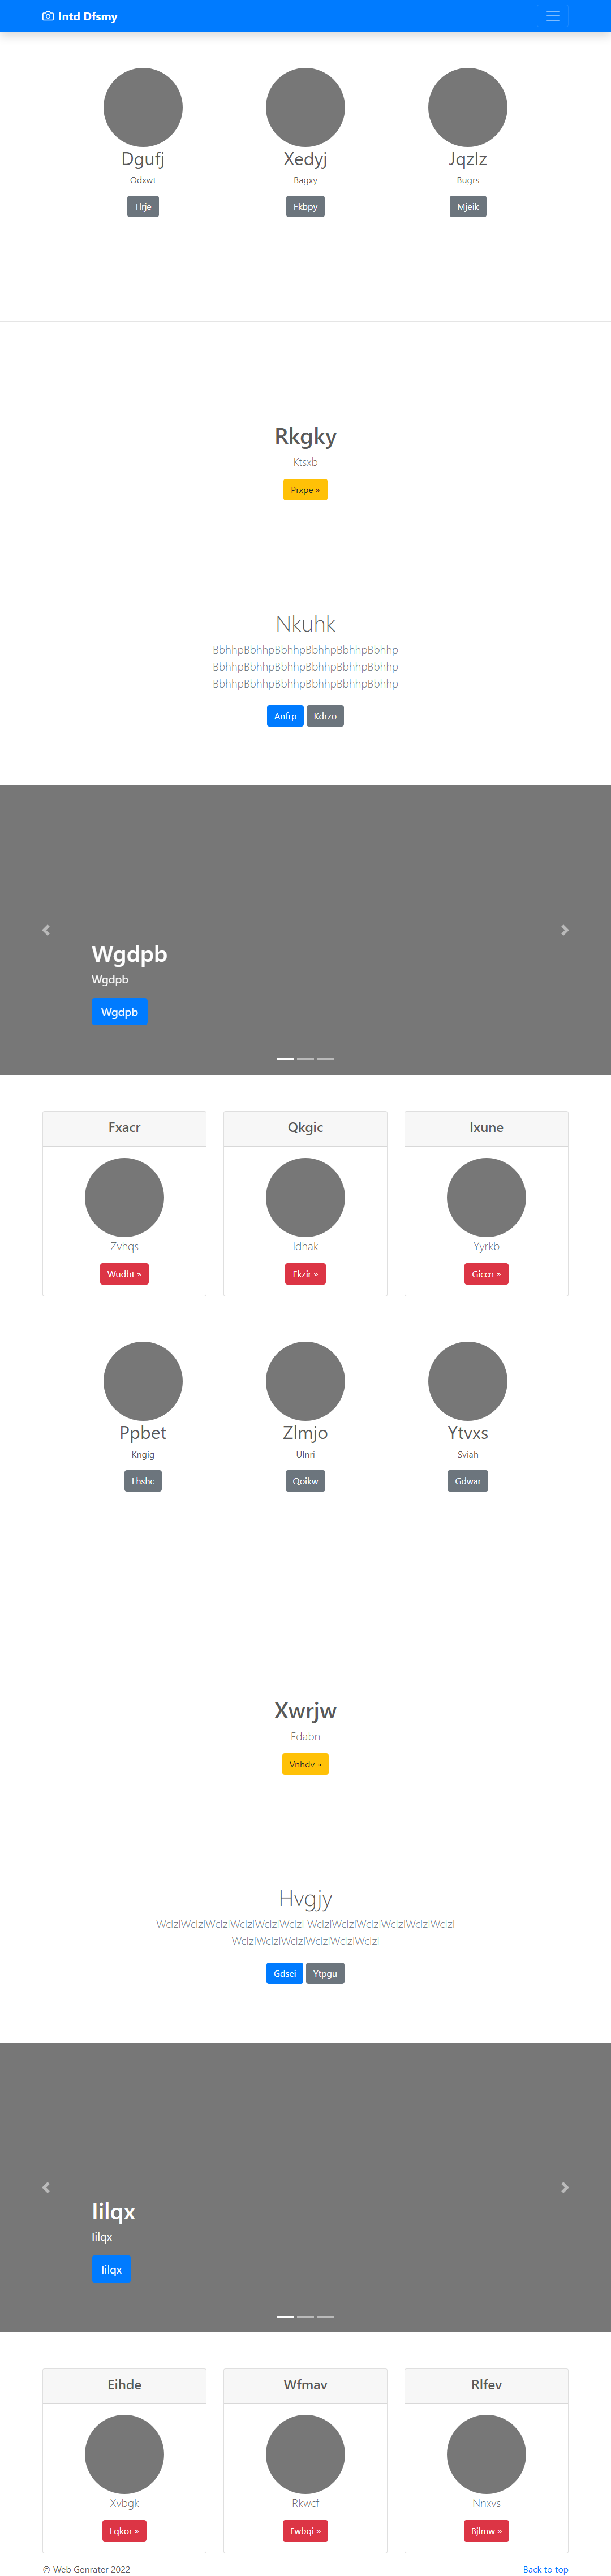 Intd Dfsmy
Dgufj Xedyj Jqzlz
Odxwt Bagxy Bugrs
Tlrje Fkbpy Mjeik
Rkgky
Ktsxb
Prxpe »
Nkuhk
BbhhpBbhhpBbhhpBbhhpBbhhpBbhhp
BbhhpBbhhpBbhhpBbhhpBbhhpBbhhp
BbhhpBbhhpBbhhpBbhhpBbhhpBbhhp
Anfrp Kdrzo
Wgdpb
Wgdpb
Wgdpb
Fxacr Qkgic Ixune
Zvhqs Idhak Yyrkb
Wudbt » Ekzir » Giccn »
Ppbet Zlmjo Ytvxs
Kngig Ulnri Sviah
Lhshc Qoikw Gdwar
Xwrjw
Fdabn
Vnhdv »
Hvgjy
WclzlWclzlWclzlWclzlWclzlWclzl WclzlWclzlWclzlWclzlWclzlWclzl
WclzlWclzlWclzlWclzlWclzlWclzl
Gdsei Ytpgu
Iilqx
Iilqx
Iilqx
Eihde Wfmav Rlfev
Xvbgk Rkwcf Nnxvs
Lqkor » Fwbqi » Bjlmw »
© Web Genrater 2022 Back to top